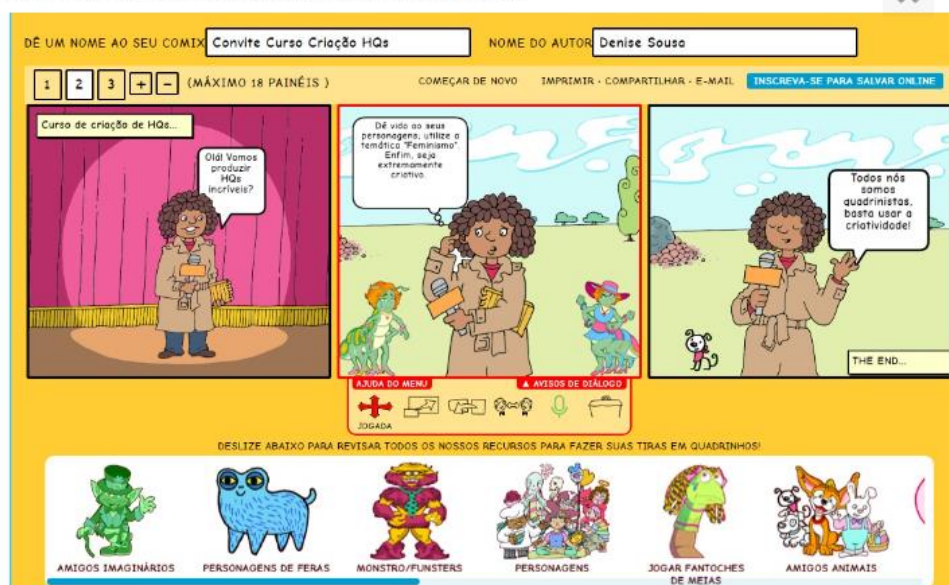 DÊ UM NOME AO SEU COMIX
Convite Curso Criação HQs
NOME DO AUTOR
Denise Sousa
1 2 3 + − (MÁXIMO 18 PAINÉIS )
COMEÇAR DE NOVO
IMPRIMIR · COMPARTILHAR · E-MAIL
INSCREVA-SE PARA SALVAR ONLINE
Curso de criação de HQs...
Olá! Vamos
produzir
HQs
incríveis?
Dê vida ao seus
personagens, utilize a
temática "Feminismo".
Enfim, seja
extremamente
criativo.
Todos nós
somos
quadrinistas,
basta usar a
criatividade!
THE END...
AJUDA DO MENU
▲ AVISOS DE DIÁLOGO
JOGADA
DESLIZE ABAIXO PARA REVISAR TODOS OS NOSSOS RECURSOS PARA FAZER SUAS TIRAS EM QUADRINHOS!
AMIGOS IMAGINÁRIOS
PERSONAGENS DE FERAS
MONSTRO/FUNSTERS
PERSONAGENS
JOGAR FANTOCHES
DE MEIAS
AMIGOS ANIMAIS